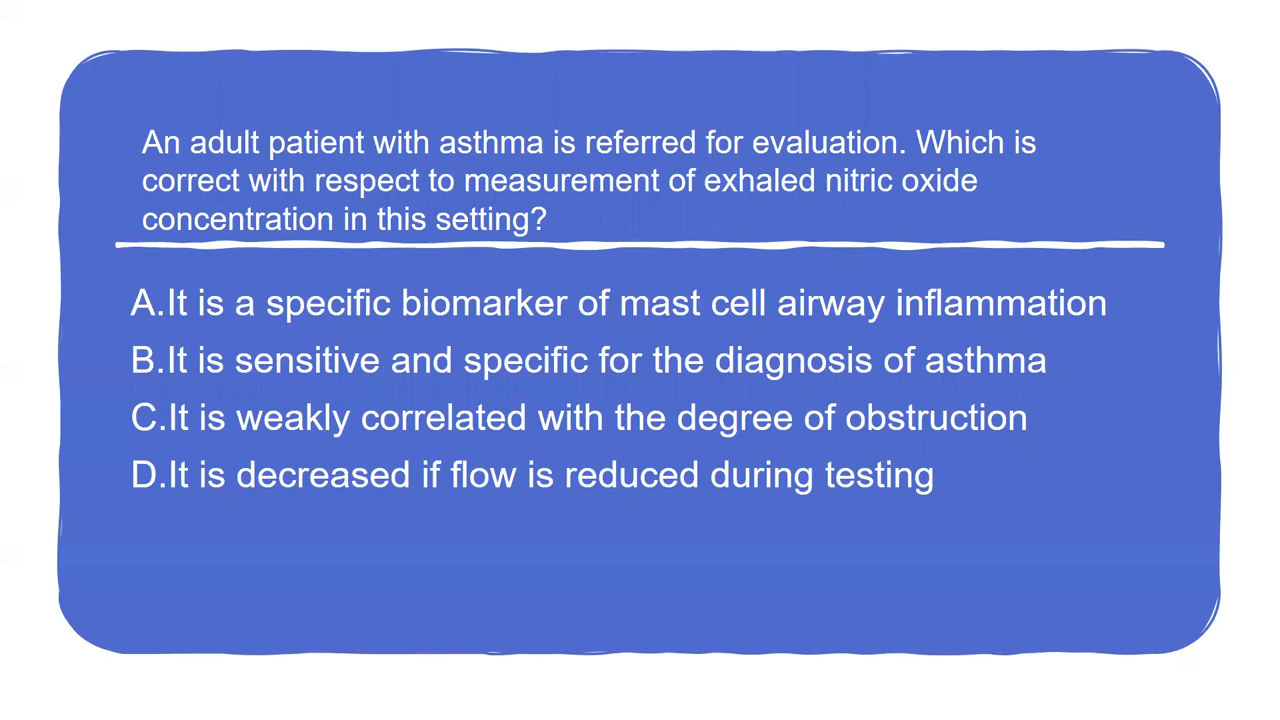 An adult patient with asthma is referred for evaluation. Which is
correct with respect to measurement of exhaled nitric oxide
concentration in this setting?
A.It is a specific biomarker of mast cell airway inflammation
B.It is sensitive and specific for the diagnosis of asthma
C.It is weakly correlated with the degree of obstruction
D.It is decreased if flow is reduced during testing